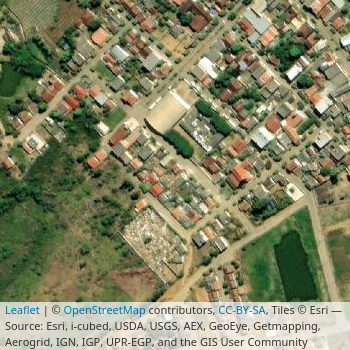 Leaflet | © OpenStreetMap contributors, CC-BY-SA, Tiles © Esri —
Source: Esri, i-cubed, USDA, USGS, AEX, GeoEye, Getmapping,
Aerogrid, IGN, IGP, UPR-EGP, and the GIS User Community